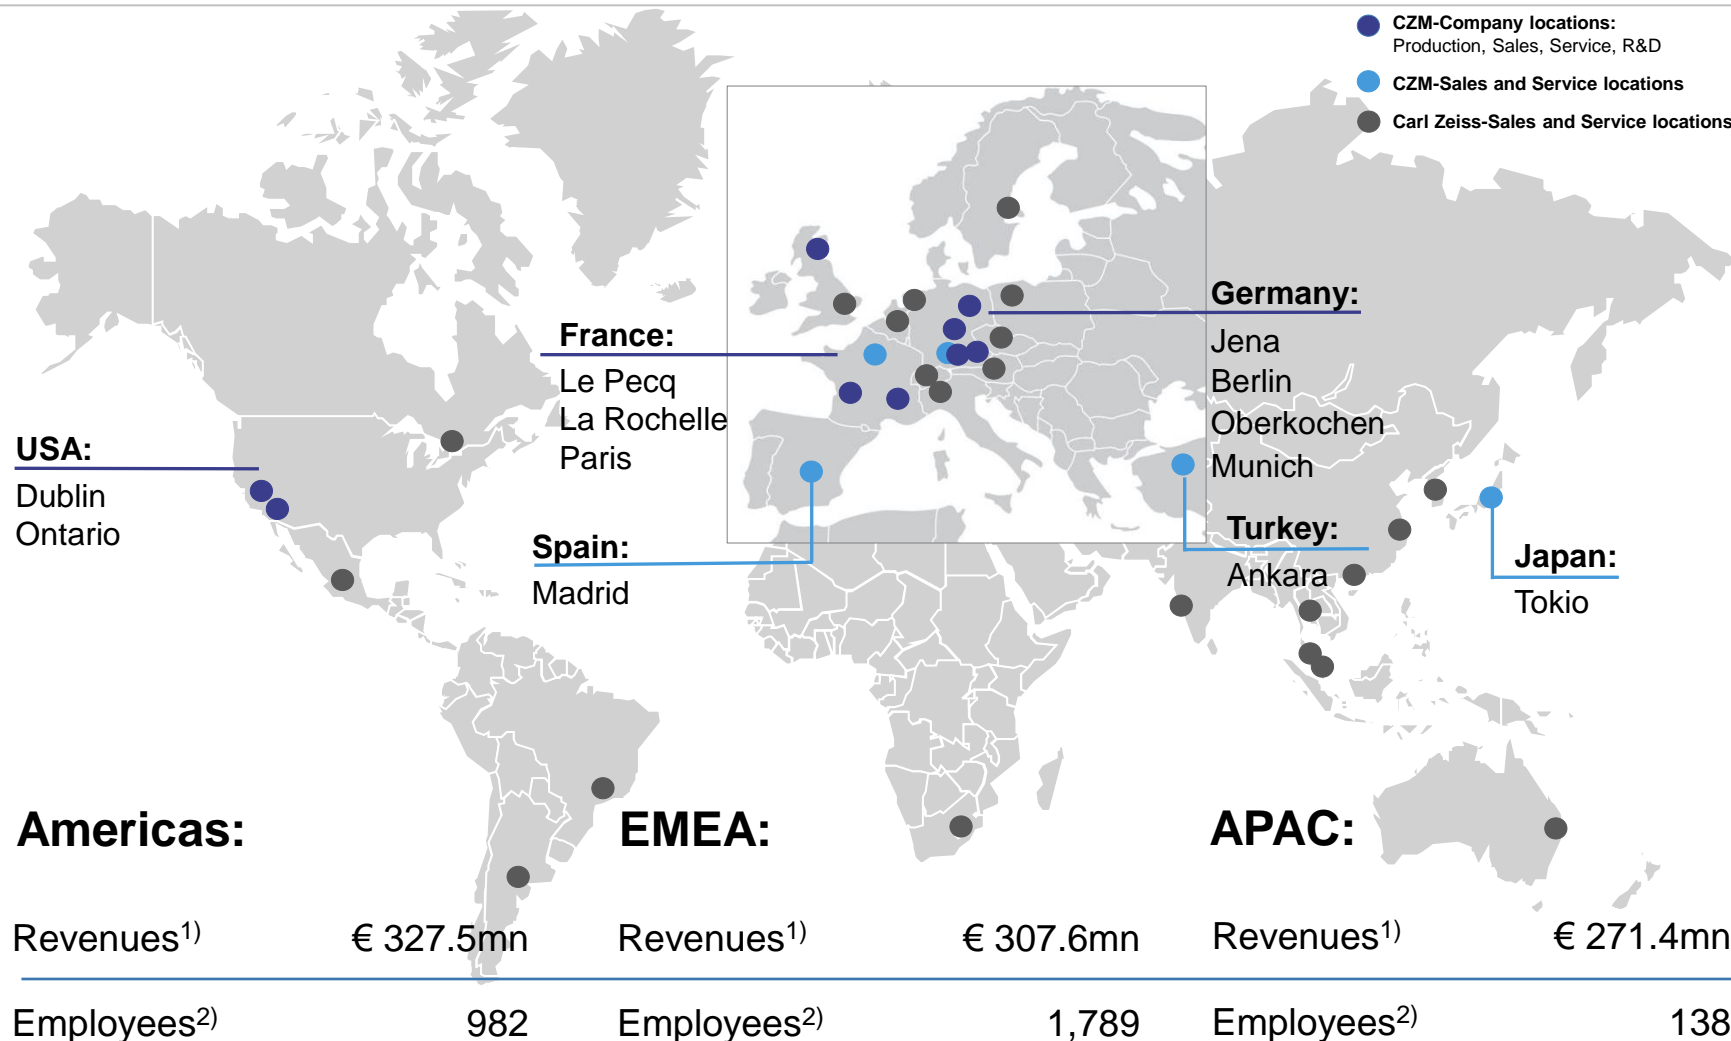 CZM-Company locations:
Production, Sales, Service, R&D
CZM-Sales and Service locations
Carl Zeiss-Sales and Service locations
France:
Le Pecq
La Rochelle
Paris
Germany:
Jena
Berlin
Oberkochen
Munich
USA:
Dublin
Ontario
Spain:
Madrid
Turkey:
Ankara
Japan:
Tokio
Americas:
EMEA:
APAC:
Revenues1) € 327.5mn Revenues1) € 307.6mn Revenues1) € 271.4mn
Employees2) 982 Employees2) 1,789 Employees2) 138